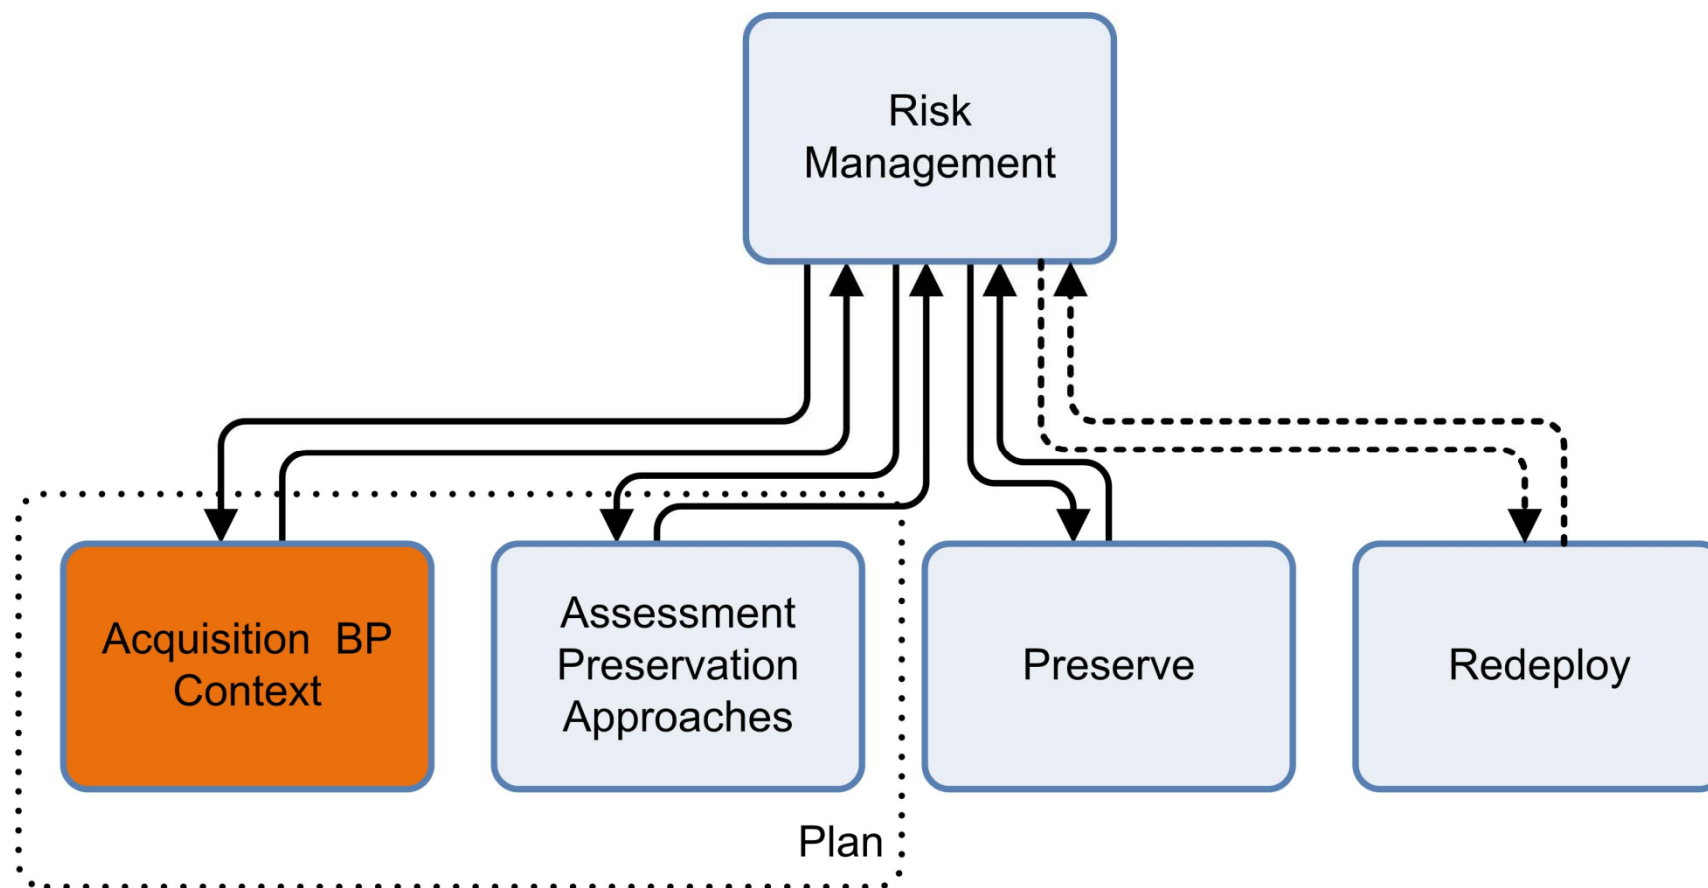 Risk
Management
Acquisition BP
Context
Assessment
Preservation
Approaches
Preserve
Redeploy
Plan